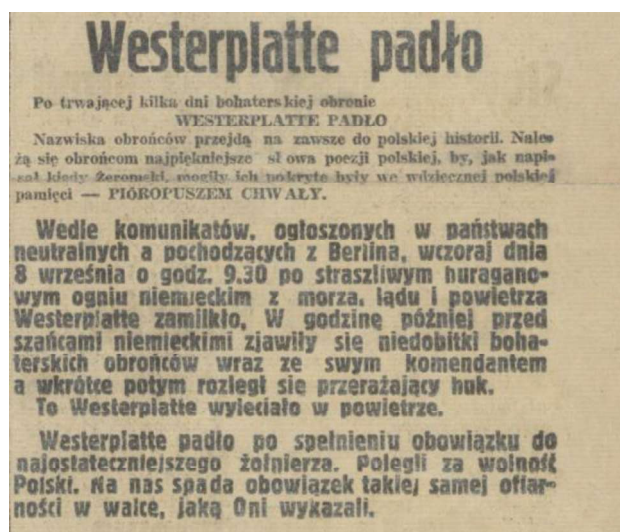 Westerplatte padło
Po trwającej kilka dni bohaterskiej obronie
WESTERPLATTE PADŁO
Nazwiska obrońców przejdą na zawsze do polskiej historii. Nale-
żą się obrońcom najpiękniejsze słowa poezji polskiej, by, jak napi-
sał kiedy Żeromski, mogiły ich pokryte były we wdzięcznej polskiej
pamięci — PIÓROPUSZEM CHWAŁY.
Wedle komunikatów, ogłoszonych w państwach
neutralnych a pochodzących z Berlina, wczoraj dnia
8 września o godz. 9.30 po straszliwym huragano-
wym ogniu niemieckim z morza, lądu i powietrza
Westerplatte zamilkło. W godzinę później przed
szańcami niemieckimi zjawiły się niedobitki boha-
terskich obrońców wraz ze swym komendantem
a wkrótce potym rozległ się przerażający huk.
To Westerplatte wyleciało w powietrze.
Westerplatte padło po spełnieniu obowiązku do
najostateczniejszego żołnierza. Polegli za wolność
Polski. Na nas spada obowiązek takiej samej ofiar-
ności w walce, jaką Oni wykazali.